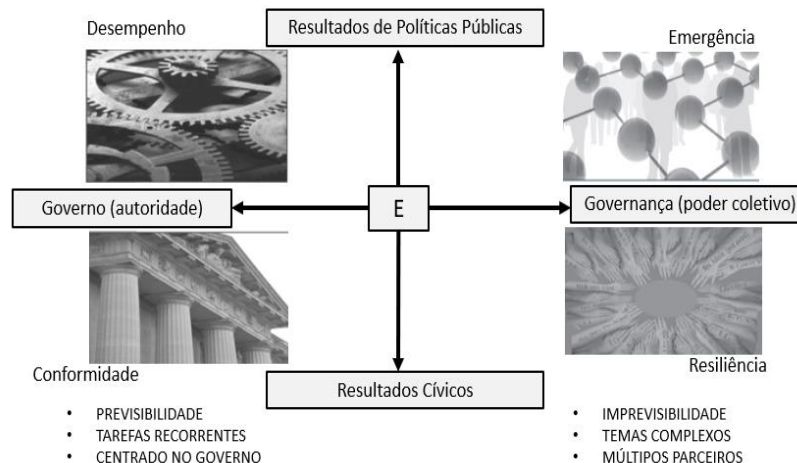 Desempenho
Resultados de Políticas Públicas
Emergência
Governo (autoridade)
E
Governança (poder coletivo)
Conformidade
Resultados Cívicos
Resiliência
• PREVISIBILIDADE
• TAREFAS RECORRENTES
• CENTRADO NO GOVERNO
• IMPREVISIBILIDADE
• TEMAS COMPLEXOS
• MÚLTIPOS PARCEIROS